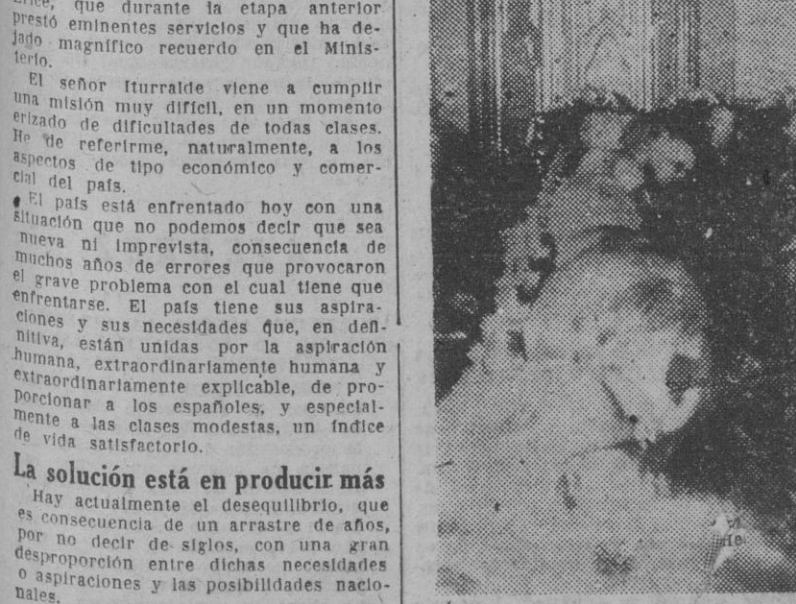 Erice, que durante la etapa anterior
prestó eminentes servicios y que ha de-
jado magnífico recuerdo en el Minis-
terio.
El señor Iturralde viene a cumplir
una misión muy difícil, en un momento
erizado de dificultades de todas clases.
He de referirme, naturalmente, a los
aspectos de tipo económico y comer-
cial del país.
El país está enfrentado hoy con una
situación que no podemos decir que sea
nueva ni imprevista, consecuencia de
muchos años de errores que provocaron
el grave problema con el cual tiene que
enfrentarse. El país tiene sus aspira-
ciones y sus necesidades que, en defi-
nitiva, están unidas por la aspiración
humana, extraordinariamente humana y
extraordinariamente explicable, de pro-
porcionar a los españoles, y especial-
mente a las clases modestas, un índice
de vida satisfactorio.
La solución está en producir más
Hay actualmente el desequilibrio, que
es consecuencia de un arrastre de años,
por no decir de siglos, con una gran
desproporción entre dichas necesidades
o aspiraciones y las posibilidades nacio-
nales.